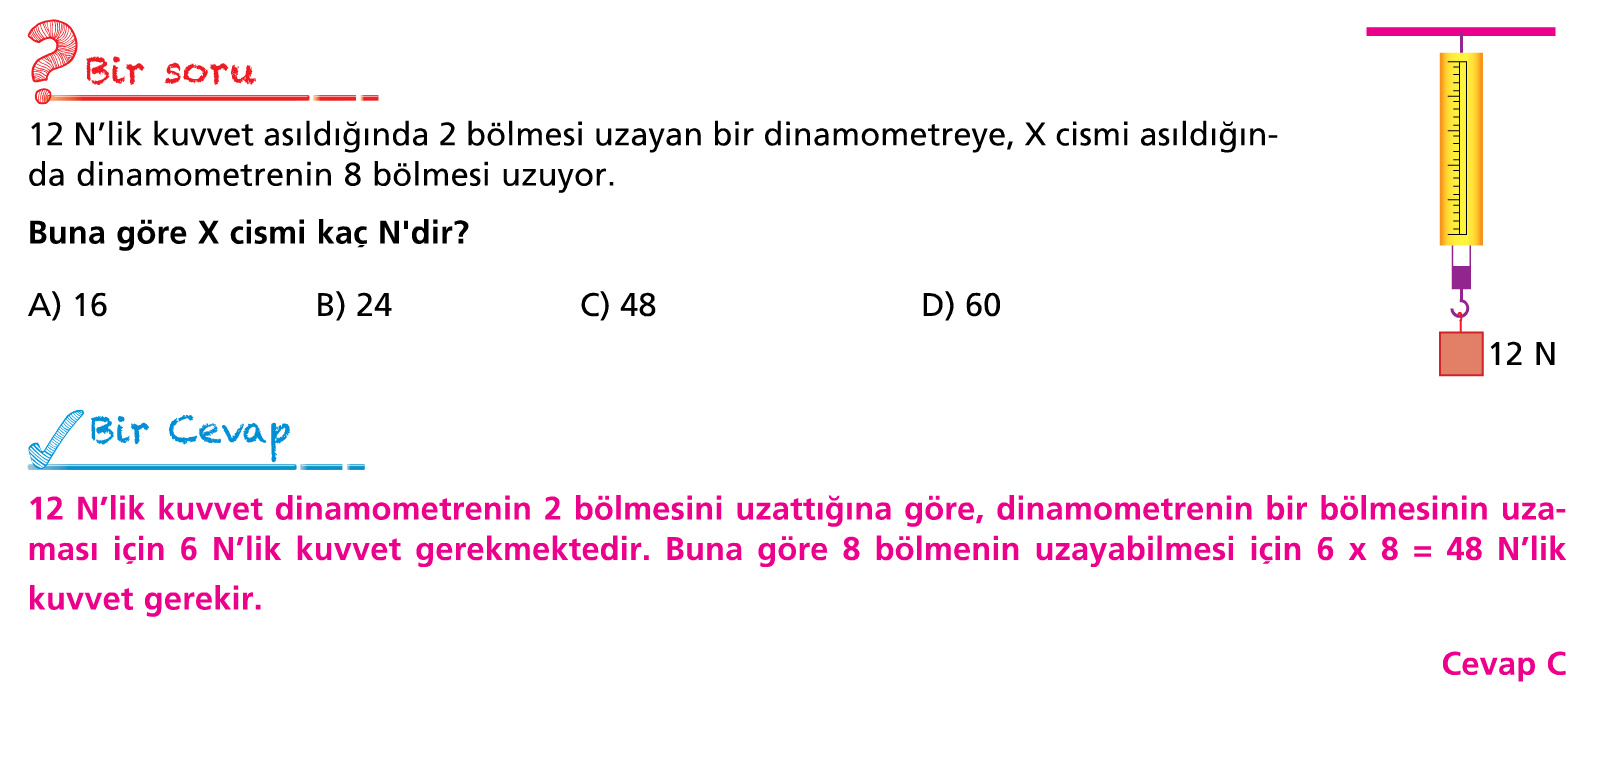 Bir soru
12 N’lik kuvvet asıldığında 2 bölmesi uzayan bir dinamometreye, X cismi asıldığın-
da dinamometrenin 8 bölmesi uzuyor.
Buna göre X cismi kaç N'dir?
A) 16 B) 24 C) 48 D) 60
12 N
Bir Cevap
12 N’lik kuvvet dinamometrenin 2 bölmesini uzattığına göre, dinamometrenin bir bölmesinin uza-
ması için 6 N’lik kuvvet gerekmektedir. Buna göre 8 bölmenin uzayabilmesi için 6 x 8 = 48 N’lik
kuvvet gerekir.
Cevap C